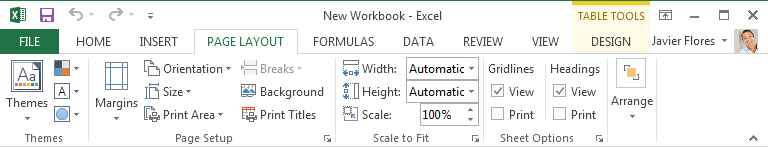 New Workbook - Excel
TABLE TOOLS
FILE HOME INSERT PAGE LAYOUT FORMULAS DATA REVIEW VIEW DESIGN Javier Flores
Aa Orientation Breaks Width: Automatic Gridlines Headings
A Size Background Height: Automatic View View
Themes Margins Print Area Print Titles Scale: 100% Print Print Arrange
Themes Page Setup Scale to Fit Sheet Options